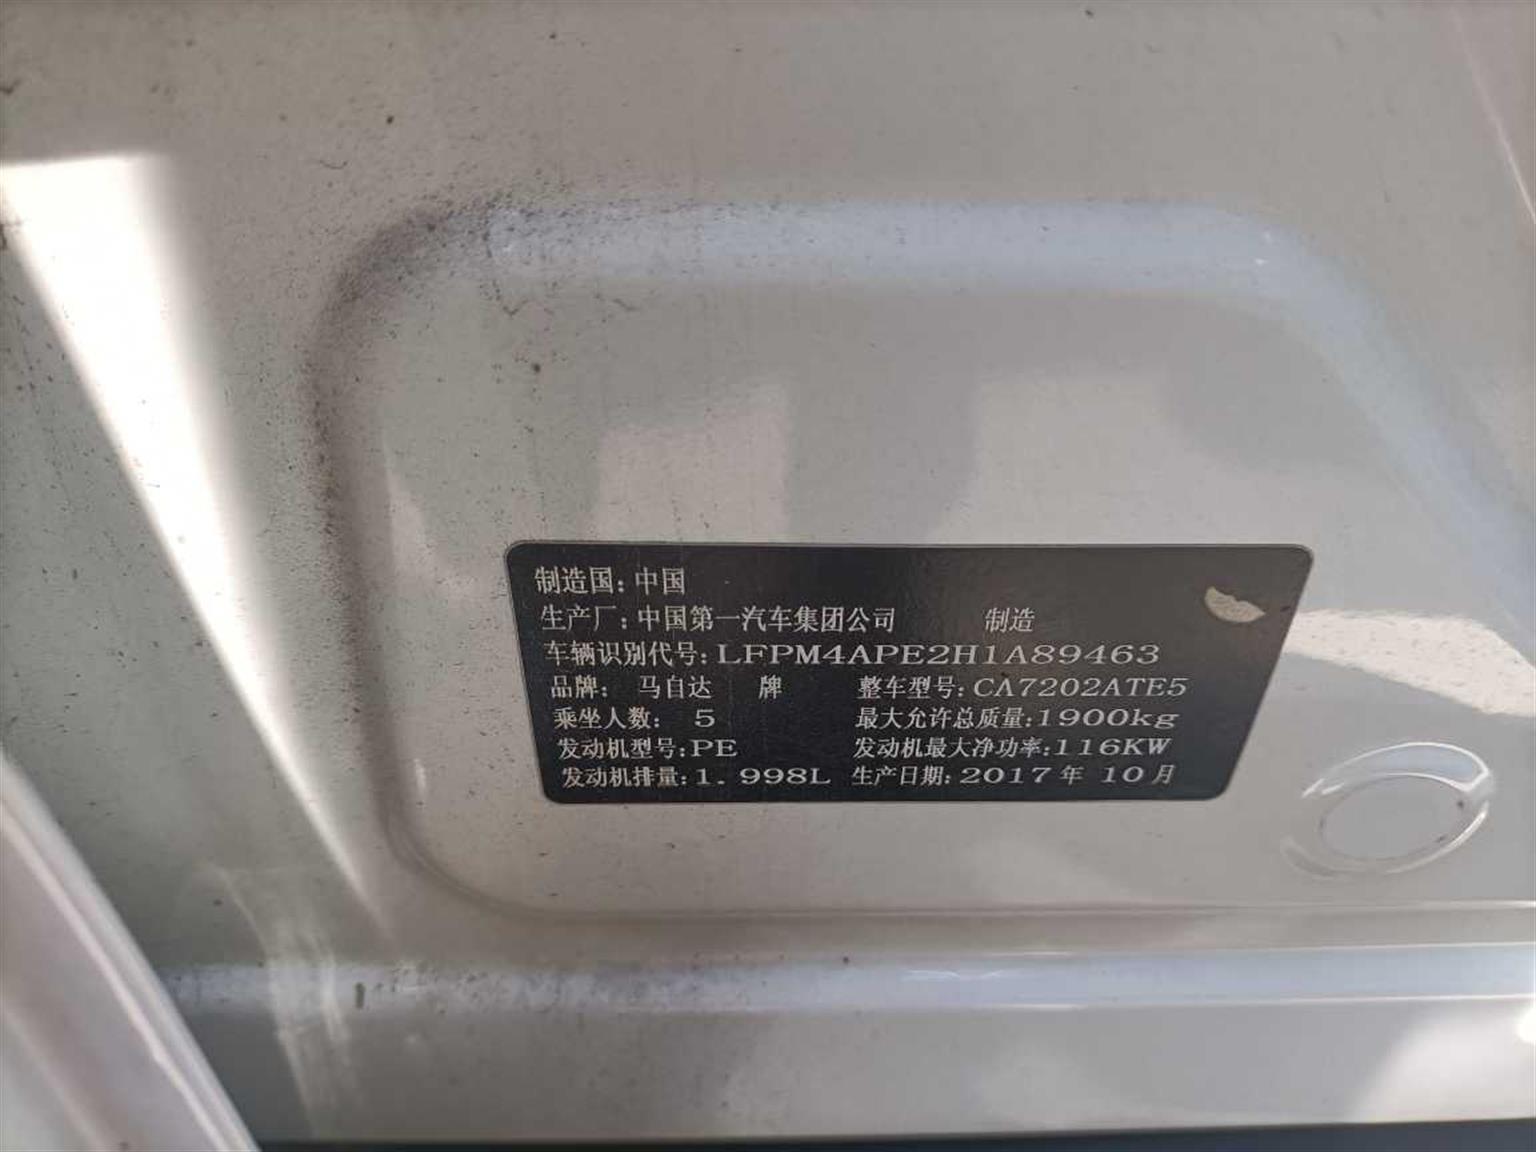 制造国：中国
生产厂：中国第一汽车集团公司 制造
车辆识别代号：LFPM4APE2H1A89463
品牌： 马自达 牌 整车型号：CA7202ATE5
乘坐人数： 5 最大允许总质量：1900kg
发动机型号：PE 发动机最大净功率：116KW
发动机排量：1. 998L 生产日期：2017年 10月